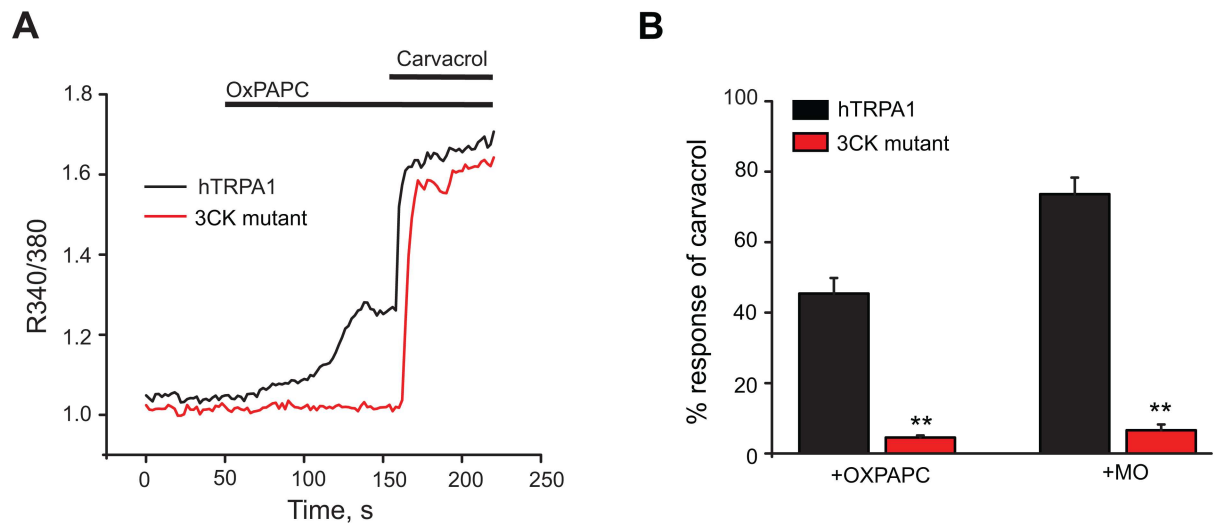 A
Carvacrol
OxPAPC
1.8
1.6
1.4
1.2
1.0
R340/380
hTRPA1
3CK mutant
0
50
100
150
200
250
Time, s
B
100
80
60
40
20
0
% response of carvacrol
hTRPA1
3CK mutant
**
**
+OXPAPC
+MO